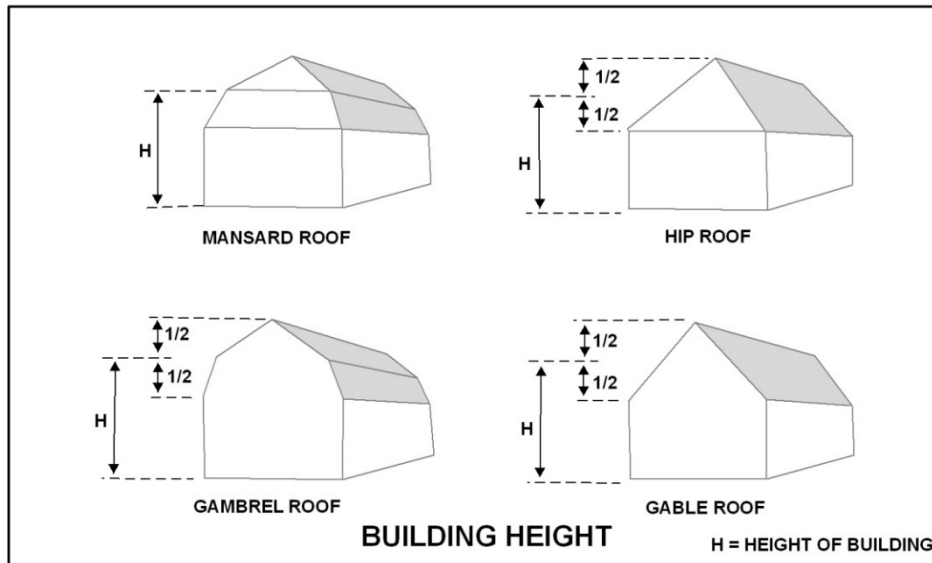 1/2
1/2
H
H
MANSARD ROOF
HIP ROOF
1/2
1/2
1/2
1/2
H
H
GAMBREL ROOF
GABLE ROOF
BUILDING HEIGHT
H = HEIGHT OF BUILDING